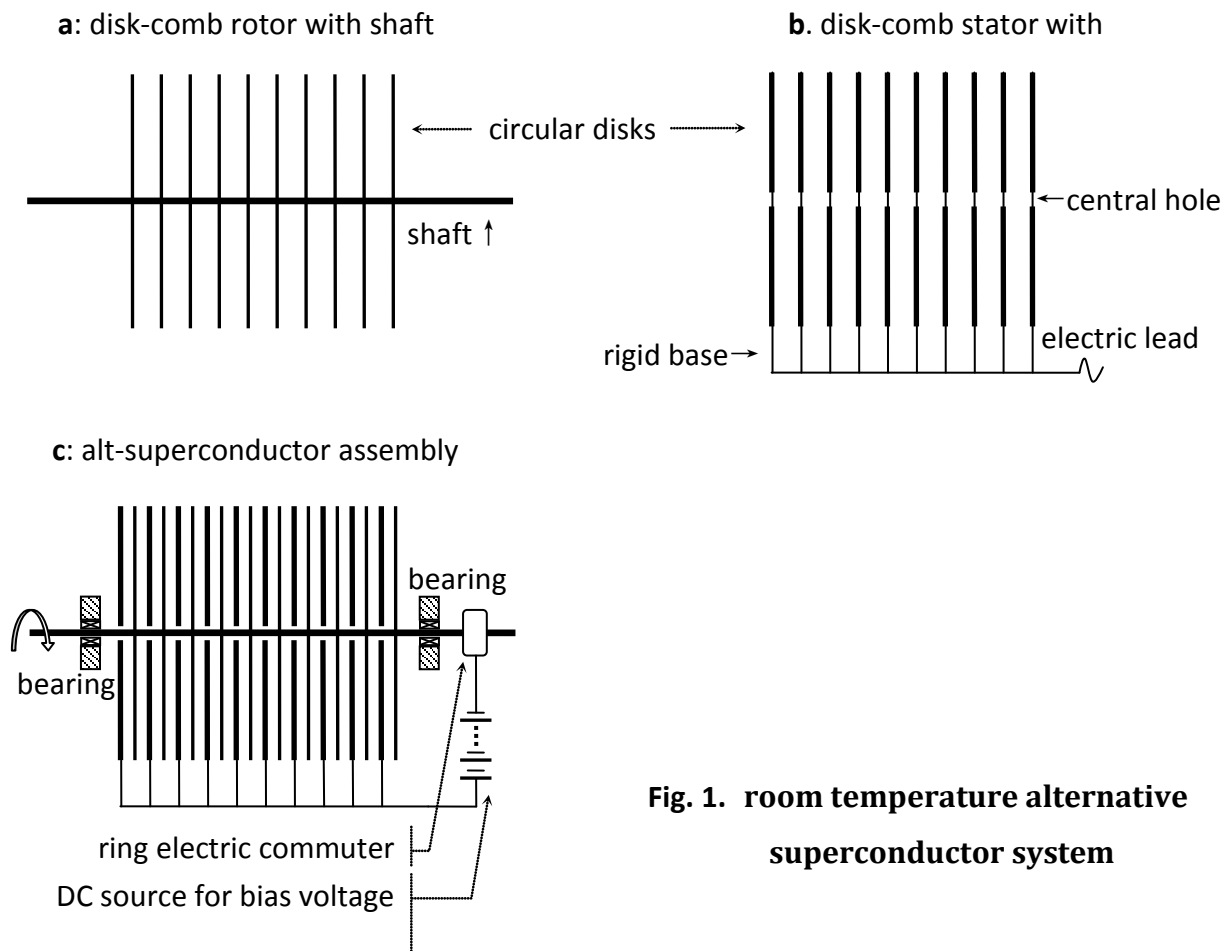 a: disk-comb rotor with shaft
b. disk-comb stator with
circular disks
central hole
shaft
rigid base
electric lead
c: alt-superconductor assembly
bearing
bearing
ring electric commuter
DC source for bias voltage
Fig. 1. room temperature alternative
superconductor system